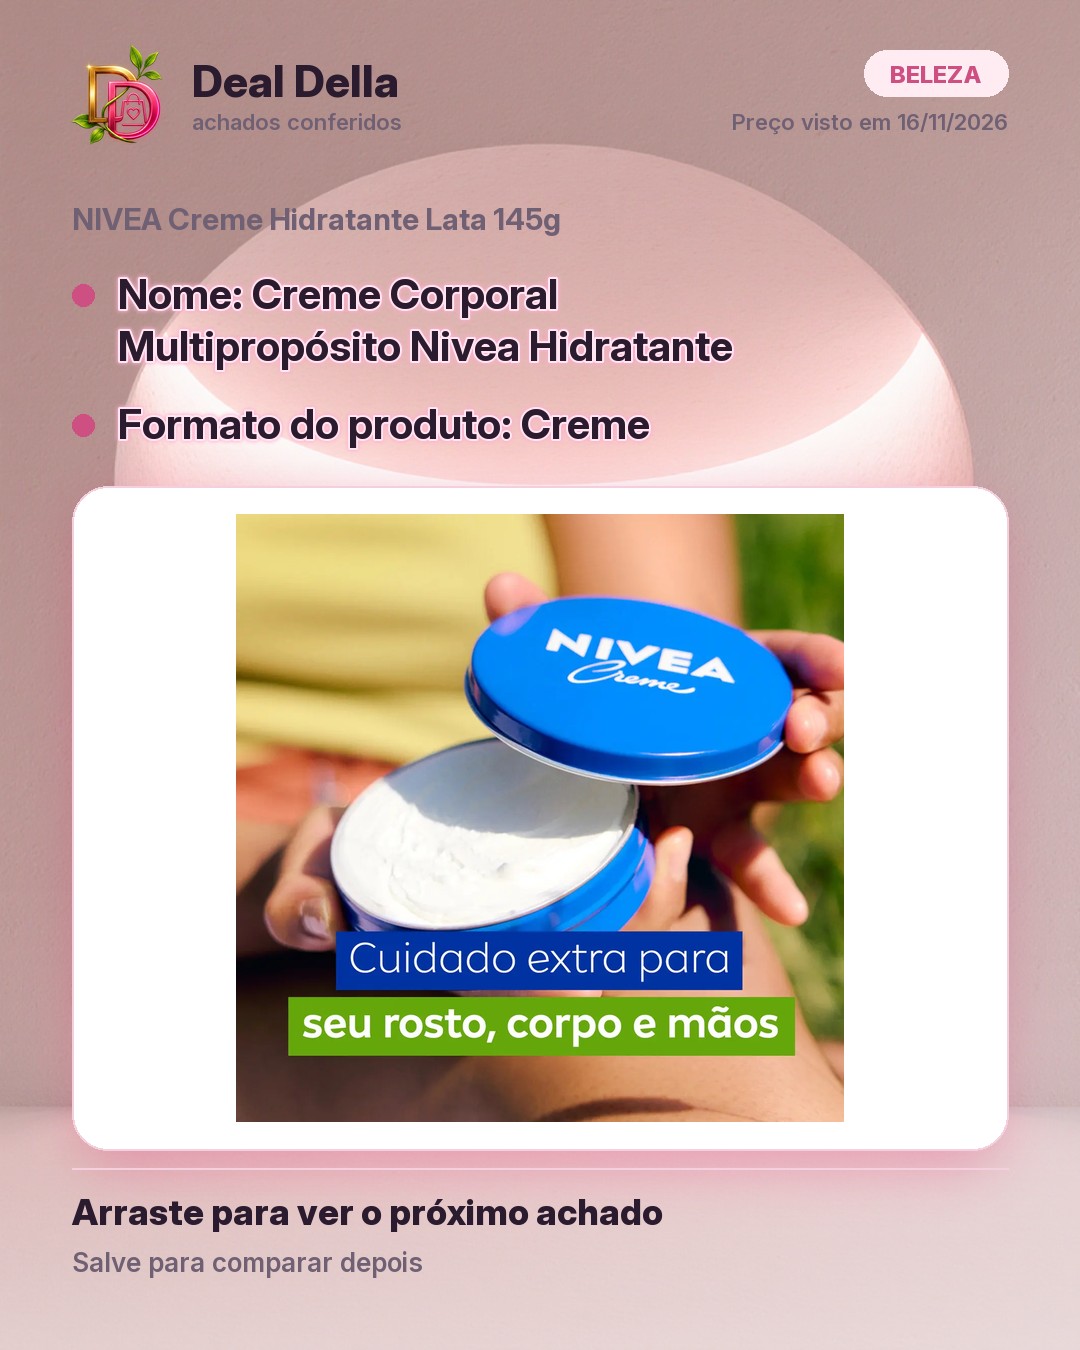 Deal Della
achados conferidos
BELEZA
Preço visto em 16/11/2026
NIVEA Creme Hidratante Lata 145g
Nome: Creme Corporal
Multipropósito Nivea Hidratante
Formato do produto: Creme
NIVEA
Creme
Cuidado extra para
seu rosto, corpo e mãos
Arraste para ver o próximo achado
Salve para comparar depois